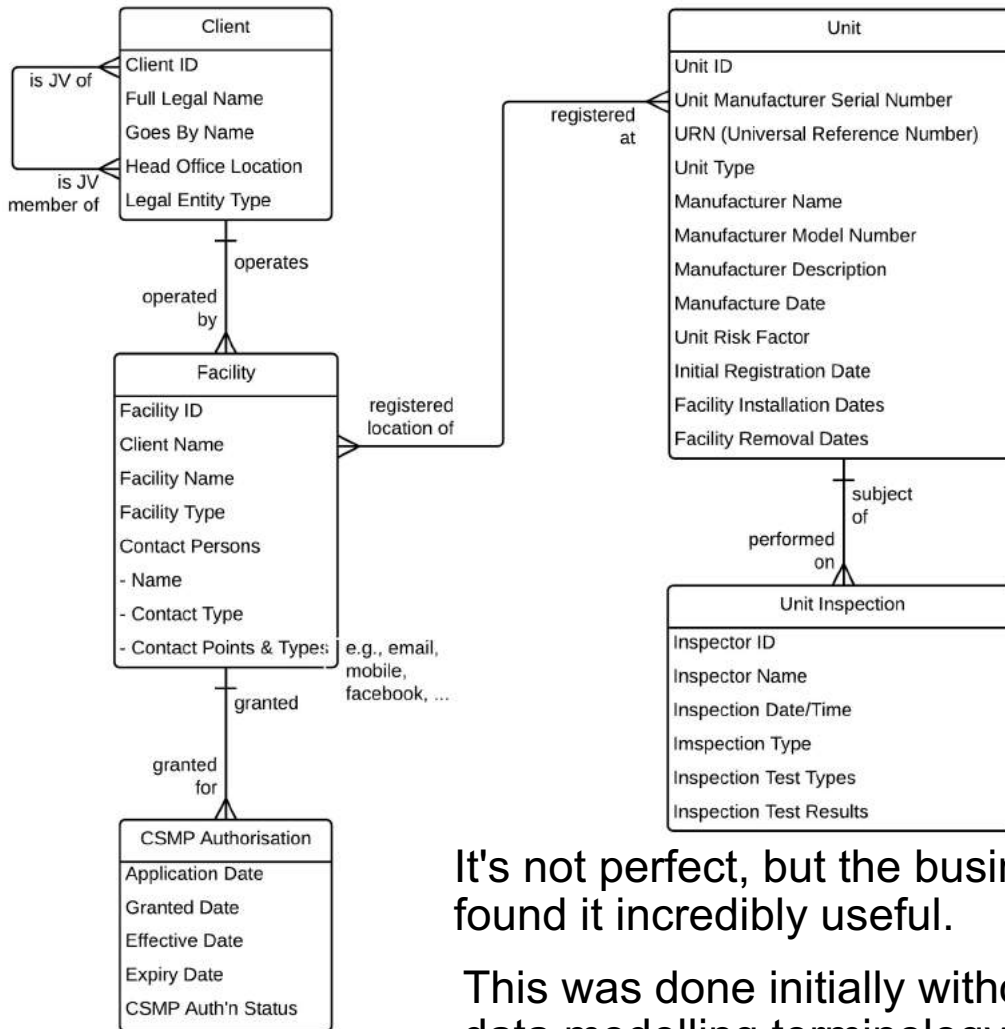 Client
Client ID
Full Legal Name
Goes By Name
Head Office Location
Legal Entity Type
is JV of
is JV
member of
operates
operated
by
Facility
Facility ID
Client Name
Facility Name
Facility Type
Contact Persons
- Name
- Contact Type
- Contact Points & Types
e.g., email,
mobile,
facebook, ...
registered
location of
registered
at
granted
granted
for
CSMP Authorisation
Application Date
Granted Date
Effective Date
Expiry Date
CSMP Auth'n Status
Unit
Unit ID
Unit Manufacturer Serial Number
URN (Universal Reference Number)
Unit Type
Manufacturer Name
Manufacturer Model Number
Manufacturer Description
Manufacture Date
Unit Risk Factor
Initial Registration Date
Facility Installation Dates
Facility Removal Dates
subject
of
performed
on
Unit Inspection
Inspector ID
Inspector Name
Inspection Date/Time
Imspection Type
Inspection Test Types
Inspection Test Results
It's not perfect, but the
found it incredibly useful.
This was done initially